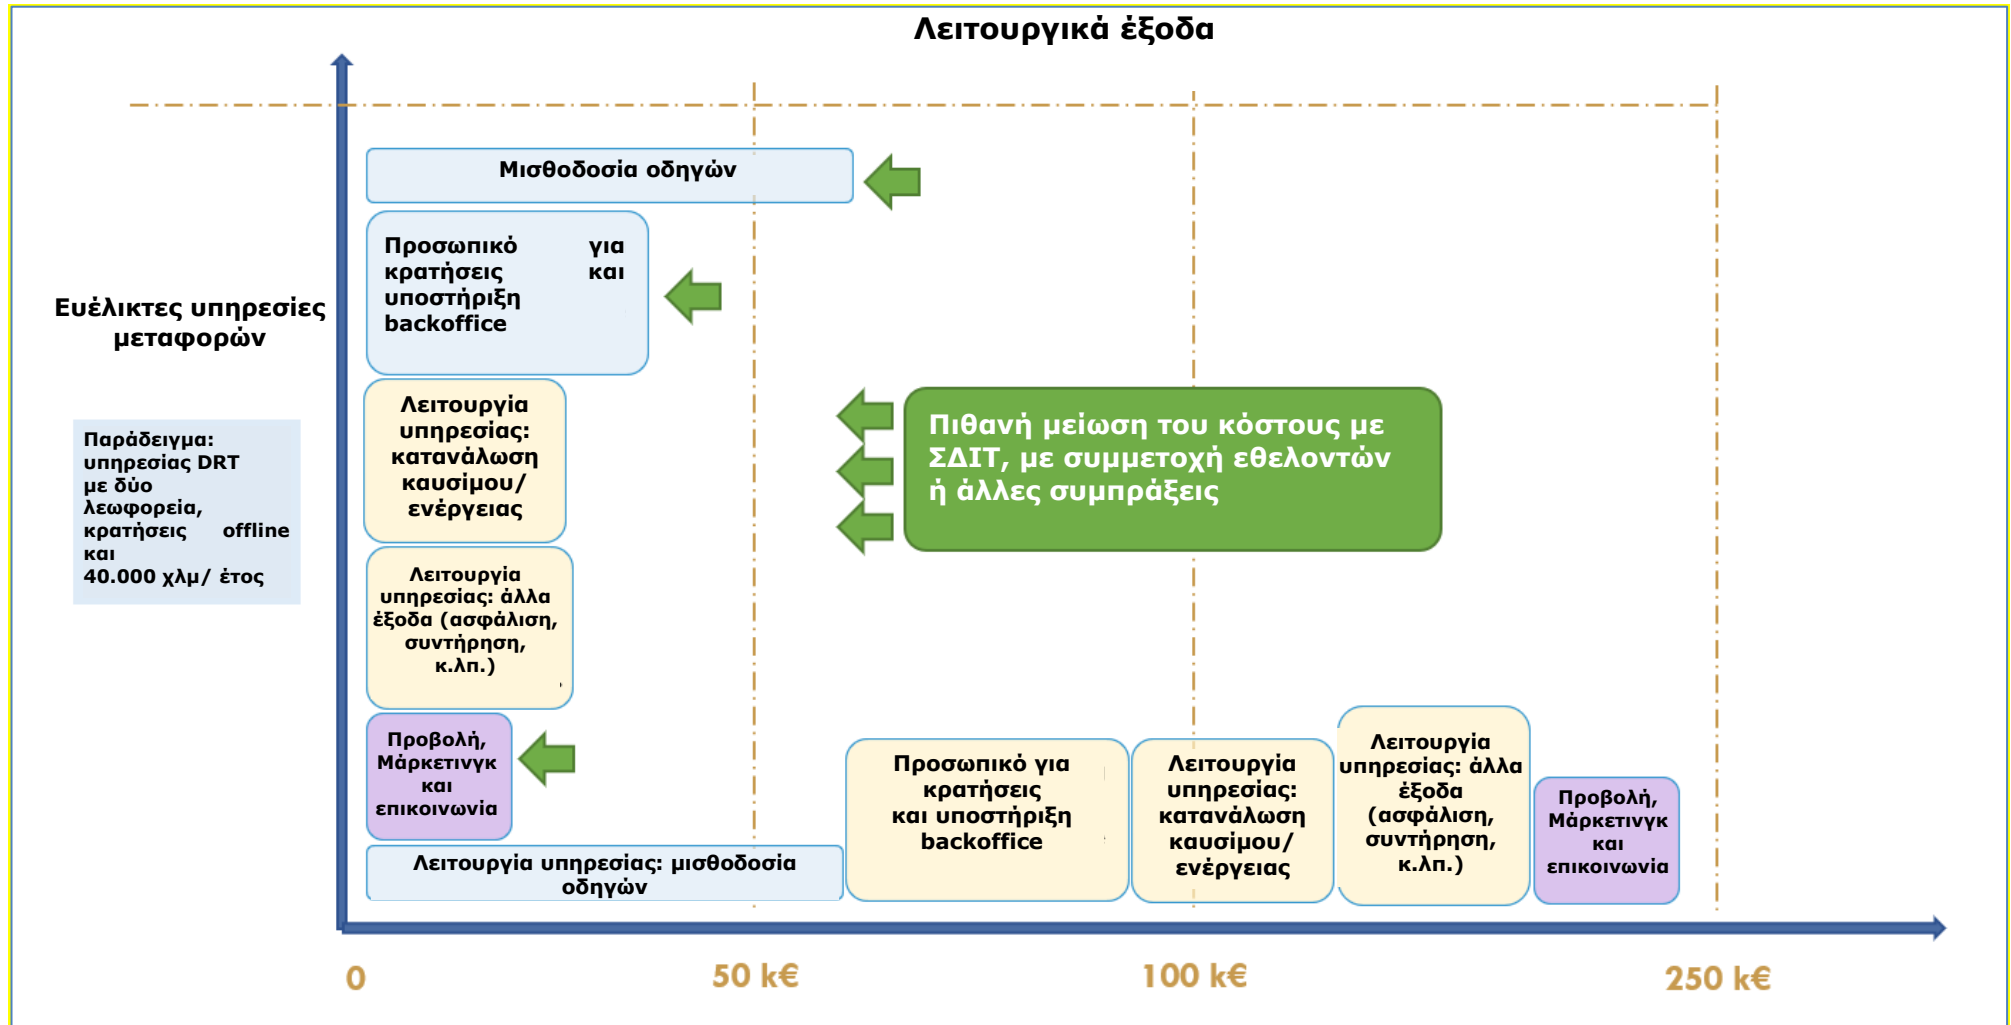 Λειτουργικά έξοδα
Μισθοδοσία οδηγών
Προσωπικό για
κρατήσεις και
υποστήριξη
backoffice
Ευέλικτες υπηρεσίες
μεταφορών
Παράδειγμα:
υπηρεσίας DRT
με δύο
λεωφορεία,
κρατήσεις offline
και
40.000 χλμ/ έτος
Λειτουργία
υπηρεσίας:
κατανάλωση
καυσίμου/
ενέργειας
Πιθανή μείωση του κόστους με
ΣΔΙΤ, με συμμετοχή εθελοντών
ή άλλες συμπράξεις
Λειτουργία
υπηρεσίας: άλλα
έξοδα (ασφάλιση,
συντήρηση,
κ.λπ.)
Προβολή,
Μάρκετινγκ
και
επικοινωνία
Λειτουργία υπηρεσίας: μισθοδοσία
οδηγών
Προσωπικό για
κρατήσεις
και υποστήριξη
backoffice
Λειτουργία
υπηρεσίας:
κατανάλωση
καυσίμου/
ενέργειας
Λειτουργία
υπηρεσίας: άλλα
έξοδα
(ασφάλιση,
συντήρηση,
κ.λπ.)
Προβολή,
Μάρκετινγκ
και
επικοινωνία
0
50 k€
100 k€
250 k€